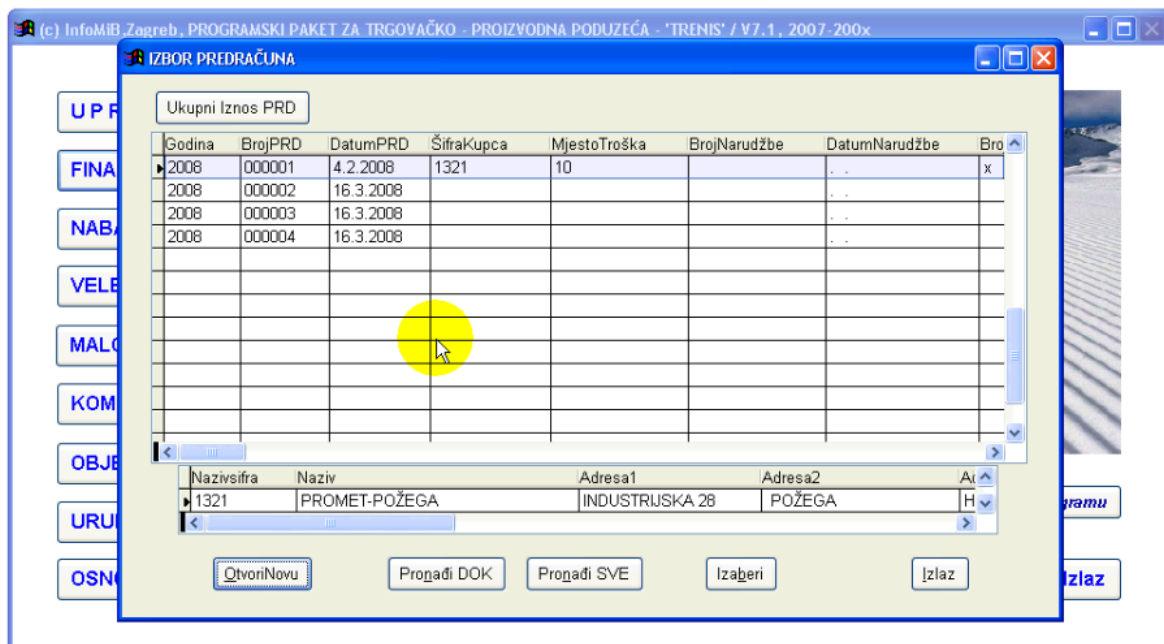 (c) InfoMiB,Zagreb, PROGRAMSKI PAKET ZA TRGOVAČKO - PROIZVODNA PODUZEĆA - 'TRENIS' / V7.1, 2007-200x
IZBOR PREDRAČUNA
Ukupni Iznos PRD
Godina BrojPRD DatumPRD ŠifraKupca MjestoTroška BrojNarudžbe DatumNarudžbe Bro
2008 000001 4.2.2008 1321 10 . . x
2008 000002 16.3.2008 . .
2008 000003 16.3.2008 . .
2008 000004 16.3.2008 . .
Nazivsifra Naziv Adresa1 Adresa2
1321 PROMET-POŽEGA INDUSTRIJSKA 28 POŽEGA H
OtvoriNovu Pronađi DOK Pronađi SVE Izaberi Izlaz
U P R
FINA
NABA
VELE
MALO
KOM
OBJE
URU
OSNO
gramu
Izlaz